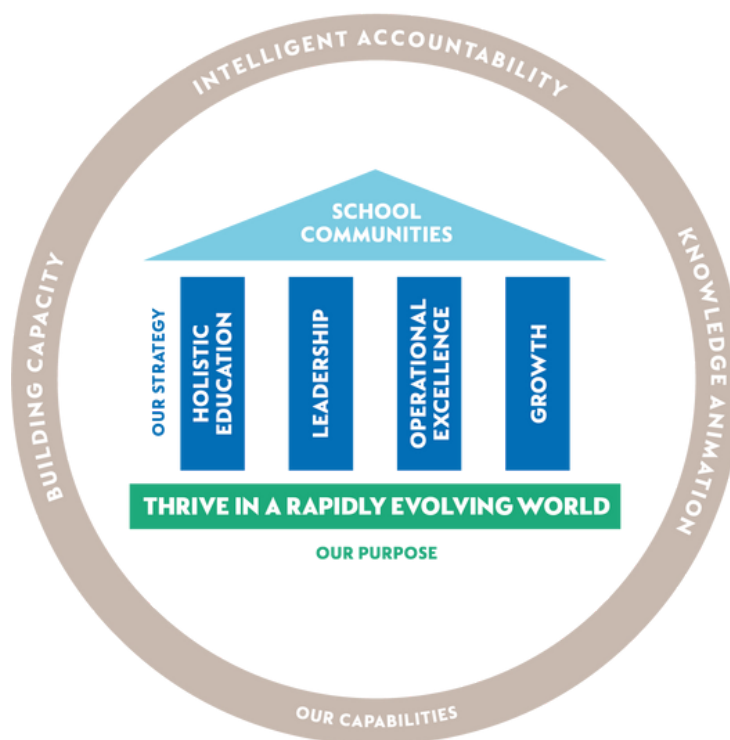 INTELLIGENT ACCOUNTABILITY
BUILDING CAPACITY
KNOWLEDGE ANIMATION
SCHOOL
COMMUNITIES
OUR STRATEGY
HOLISTIC
EDUCATION
LEADERSHIP
OPERATIONAL
EXCELLENCE
GROWTH
THRIVE IN A RAPIDLY EVOLVING WORLD
OUR PURPOSE
OUR CAPABILITIES